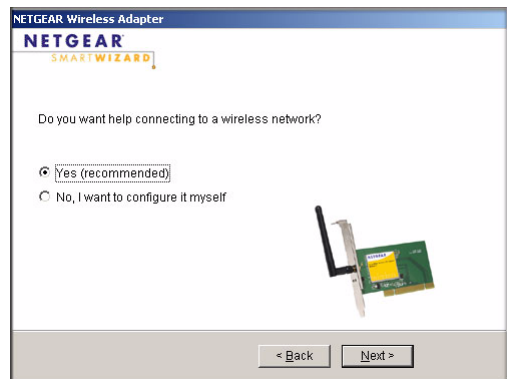 NETGEAR Wireless Adapter
NETGEAR
SMARTWIZARD
Do you want help connecting to a wireless network?
Yes (recommended)
No, I want to configure it myself
NETGEAR
< Back Next >